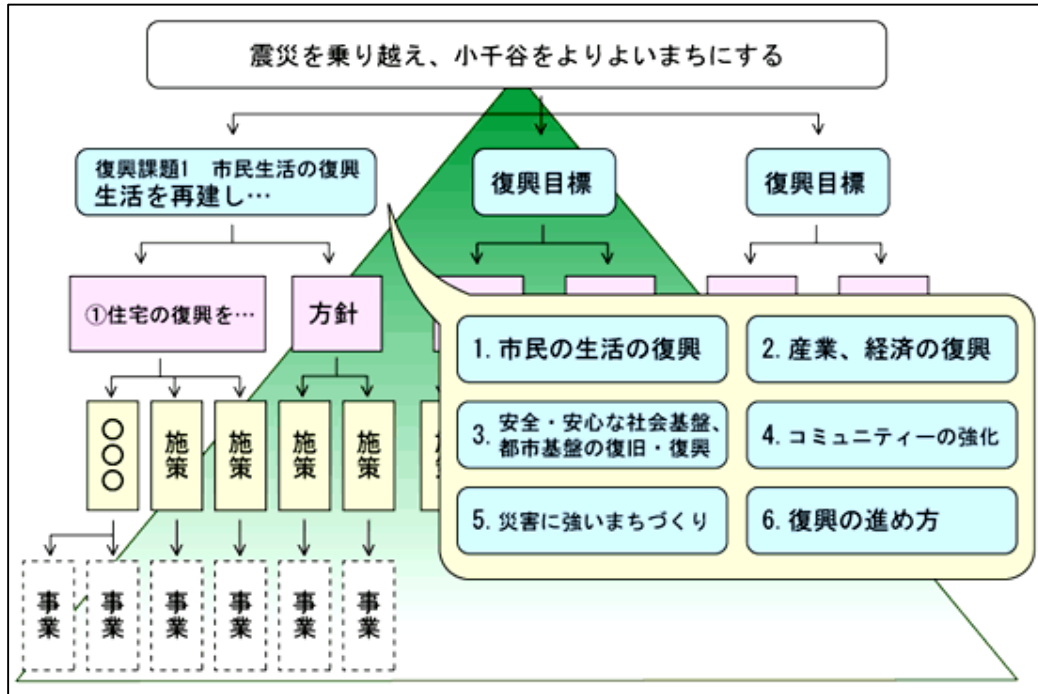 震災を乗り越え、小千谷をよりよいまちにする
復興課題1　市民生活の復興
生活を再建し…
復興目標
復興目標
①住宅の復興を…
方針
1. 市民の生活の復興
2. 産業、経済の復興
3. 安全・安心な社会基盤、
都市基盤の復旧・復興
4. コミュニティーの強化
5. 災害に強いまちづくり
6. 復興の進め方
〇〇〇
施策
施策
施策
施策
事業
事業
事業
事業
事業
事業